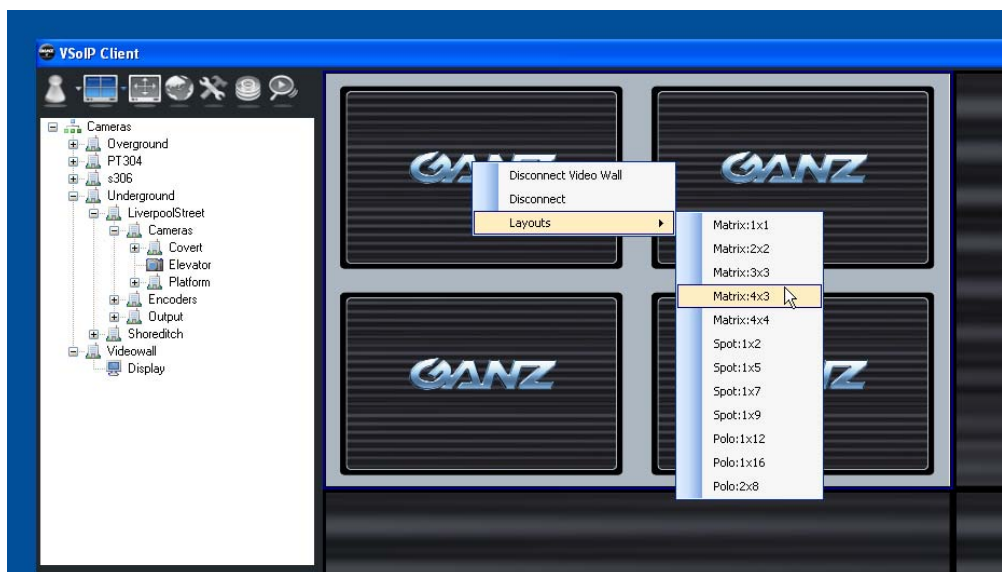 VSoIP Client
Cameras
Overground
PT304
s306
Underground
LiverpoolStreet
Cameras
Covert
Elevator
Platform
Encoders
Output
Shoreditch
Videowall
Display
GANZ
Disconnect Video Wall
Disconnect
Layouts
Matrix:1x1
Matrix:2x2
Matrix:3x3
Matrix:4x3
Matrix:4x4
Spot:1x2
Spot:1x5
Spot:1x7
Spot:1x9
Polo:1x12
Polo:1x16
Polo:2x8
GANZ